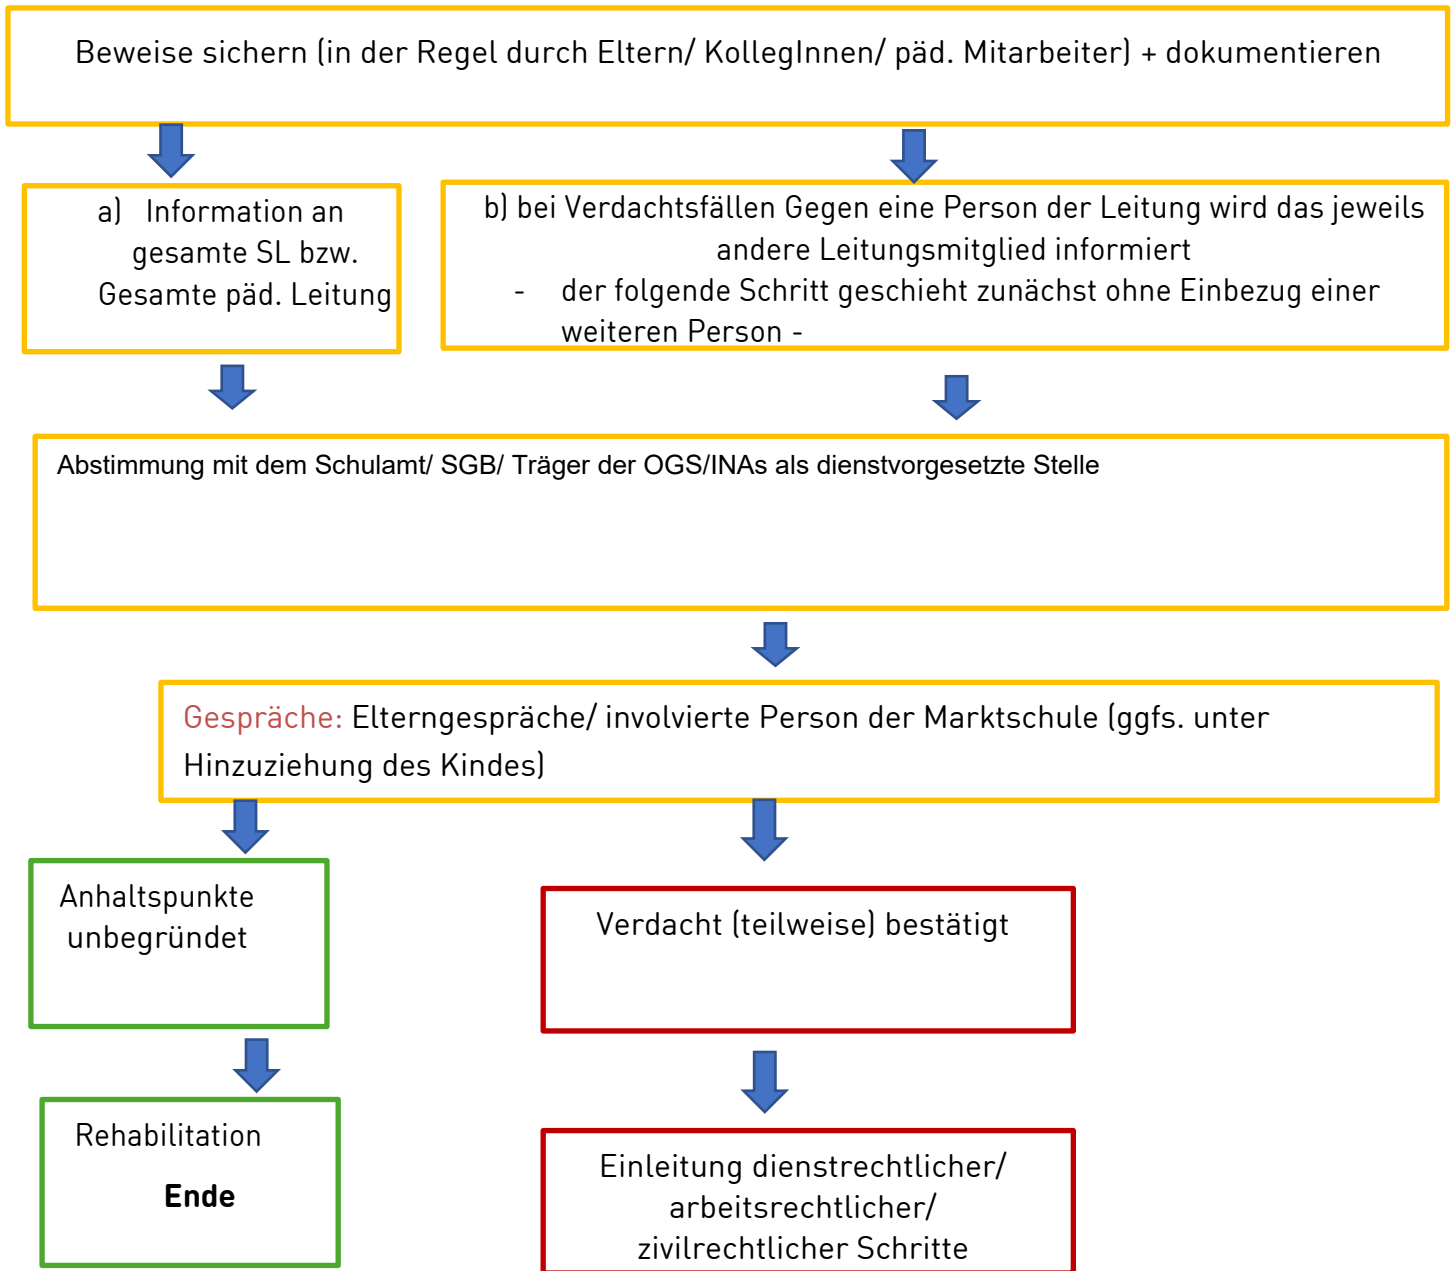 Beweise sichern (in der Regel durch Eltern/ KollegInnen/ päd. Mitarbeiter) + dokumentieren
a) Information an
gesamte SL bzw.
Gesamte päd. Leitung
b) bei Verdachtsfällen Gegen eine Person der Leitung wird das jeweils
andere Leitungsmitglied informiert
- der folgende Schritt geschieht zunächst ohne Einbezug einer
weiteren Person -
Abstimmung mit dem Schulamt/ SGB/ Träger der OGS/INAs als dienstvorgesetzte Stelle
Gespräche: Elterngespräche/ involvierte Person der Marktschule (ggfs. unter
Hinzuziehung des Kindes)
Anhaltspunkte
unbegründet
Verdacht (teilweise) bestätigt
Rehabilitation
Ende
Einleitung dienstrechtlicher/
arbeitsrechtlicher/
zivilrechtlicher Schritte